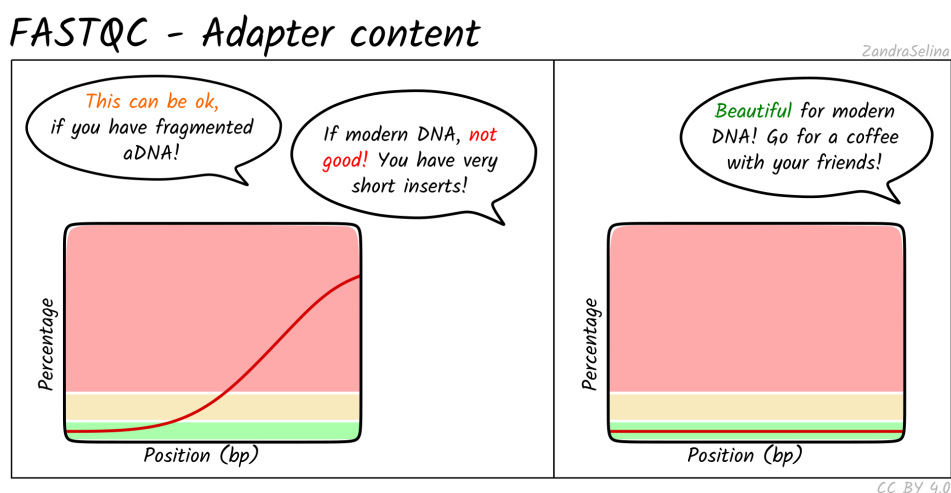 FASTQC - Adapter content
ZandraSelina
This can be ok,
if you have fragmented
aDNA!
If modern DNA, not
good! You have very
short inserts!
Percentage
Position (bp)
Beautiful for modern
DNA! Go for a coffee
with your friends!
Percentage
Position (bp)
CC BY 4.0